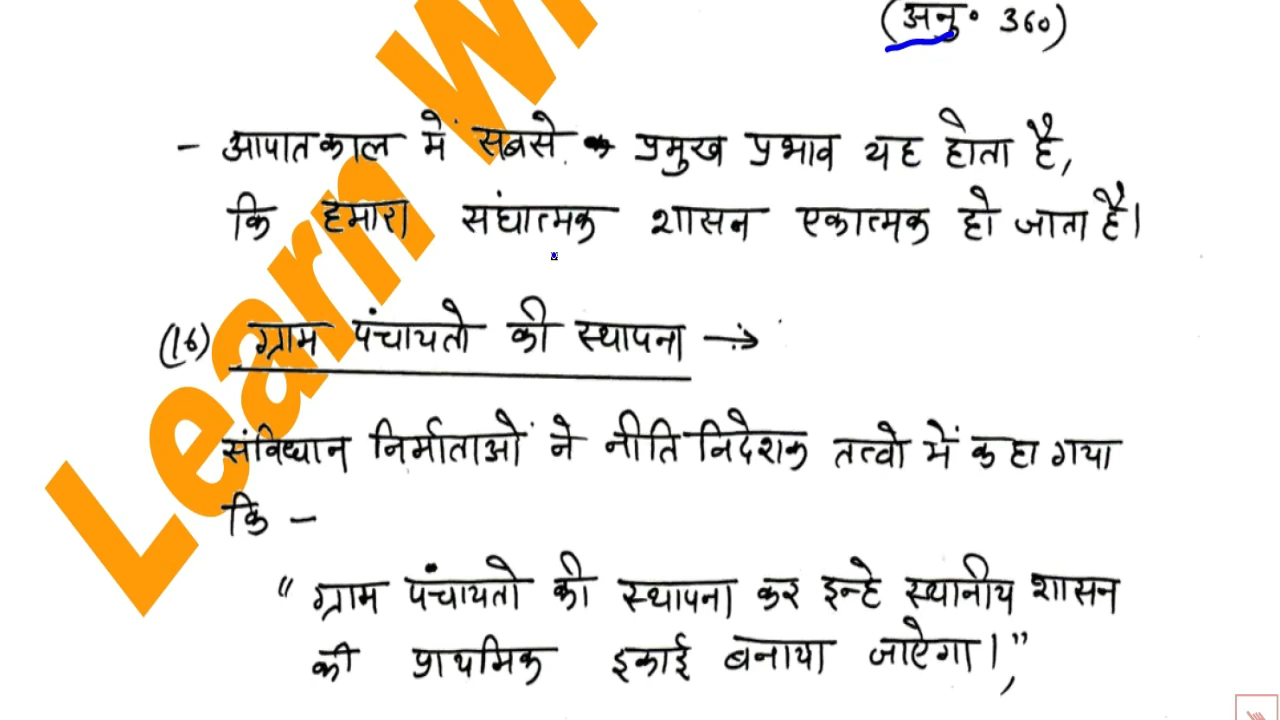 (अनु॰ 360)
- आपातकाल में सबसे प्रमुख प्रभाव यह होता है,
कि हमारा संघात्मक शासन एकात्मक हो जाता है।
(16) ग्राम पंचायतो की स्थापना →
संविधान निर्माताओं ने नीति निदेशक तत्वो में कहा गया
कि –
" ग्राम पंचायतो की स्थापना कर इन्हे स्थानीय शासन
की प्राथमिक इकाई बनाया जाऐगा।,"
Learn W